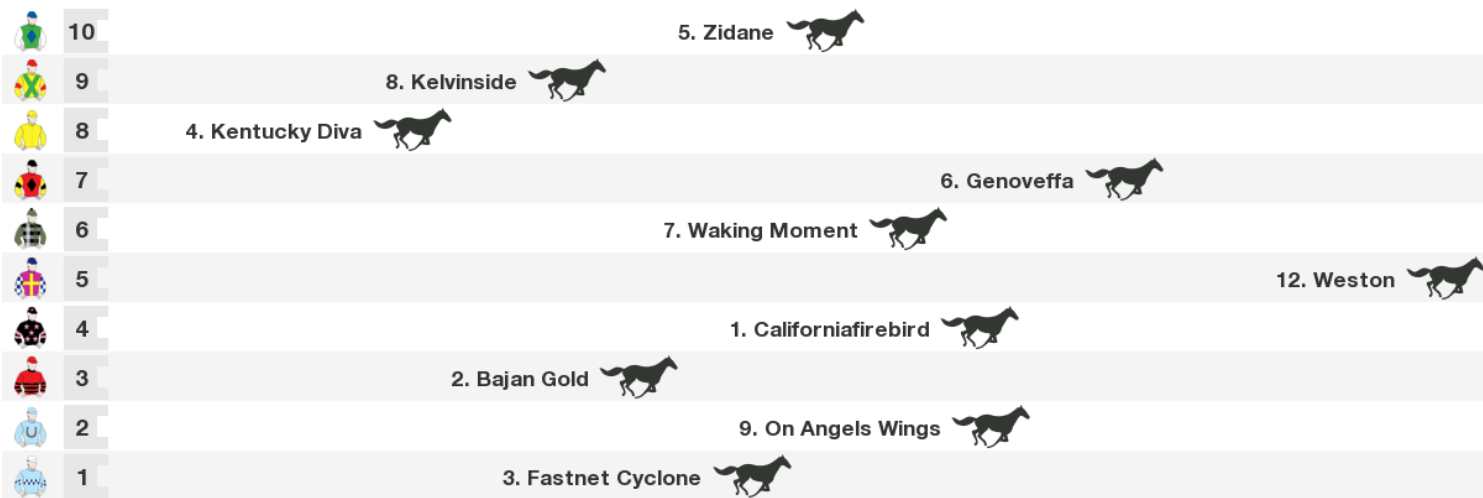 10 5. Zidane
9 8. Kelvinside
8 4. Kentucky Diva
7 6. Genoveffa
6 7. Waking Moment
5 12. Weston
4 1. Californiafirebird
3 2. Bajan Gold
2 9. On Angels Wings
1 3. Fastnet Cyclone